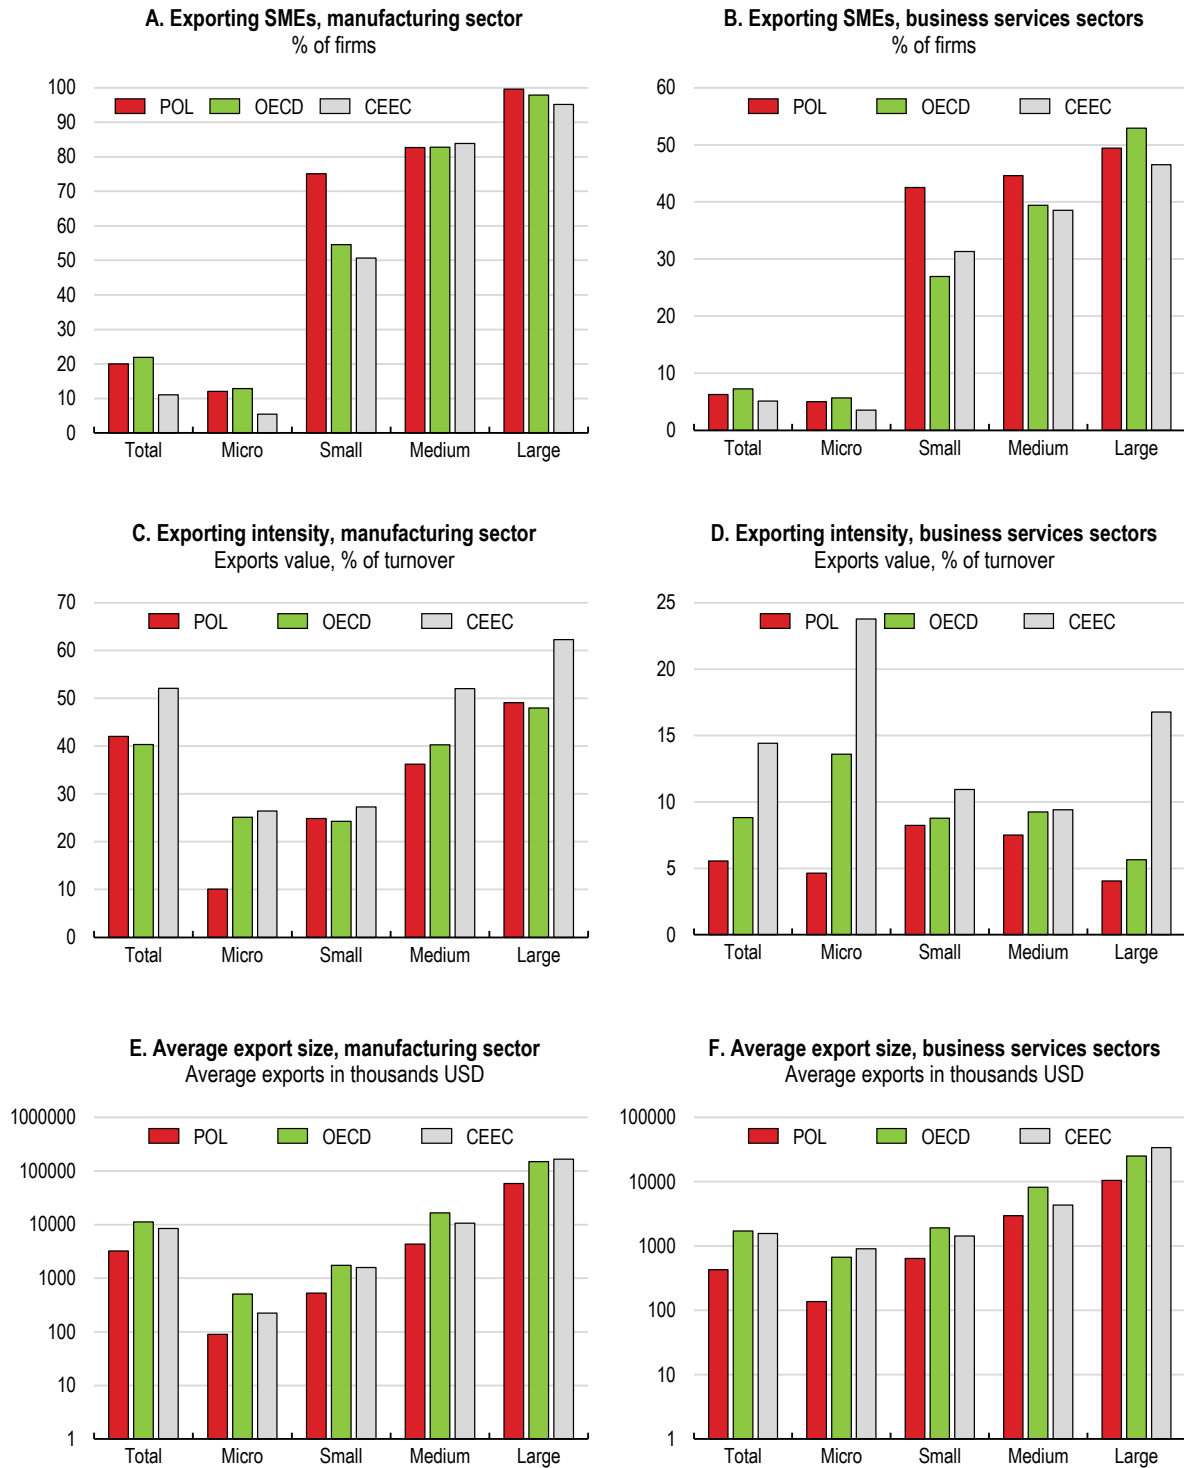 A. Exporting SMEs, manufacturing sector
% of firms
100
90
80
70
60
50
40
30
20
10
0
POL OECD CEEC
Total Micro Small Medium Large
B. Exporting SMEs, business services sectors
% of firms
60
50
40
30
20
10
0
POL OECD CEEC
Total Micro Small Medium Large
C. Exporting intensity, manufacturing sector
Exports value, % of turnover
70
60
50
40
30
20
10
0
POL OECD CEEC
Total Micro Small Medium Large
D. Exporting intensity, business services sectors
Exports value, % of turnover
25
20
15
10
5
0
POL OECD CEEC
Total Micro Small Medium Large
E. Average export size, manufacturing sector
Average exports in thousands USD
1000000
100000
10000
1000
100
10
1
POL OECD CEEC
Total Micro Small Medium Large
F. Average export size, business services sectors
Average exports in thousands USD
100000
10000
1000
100
10
1
POL OECD CEEC
Total Micro Small Medium Large